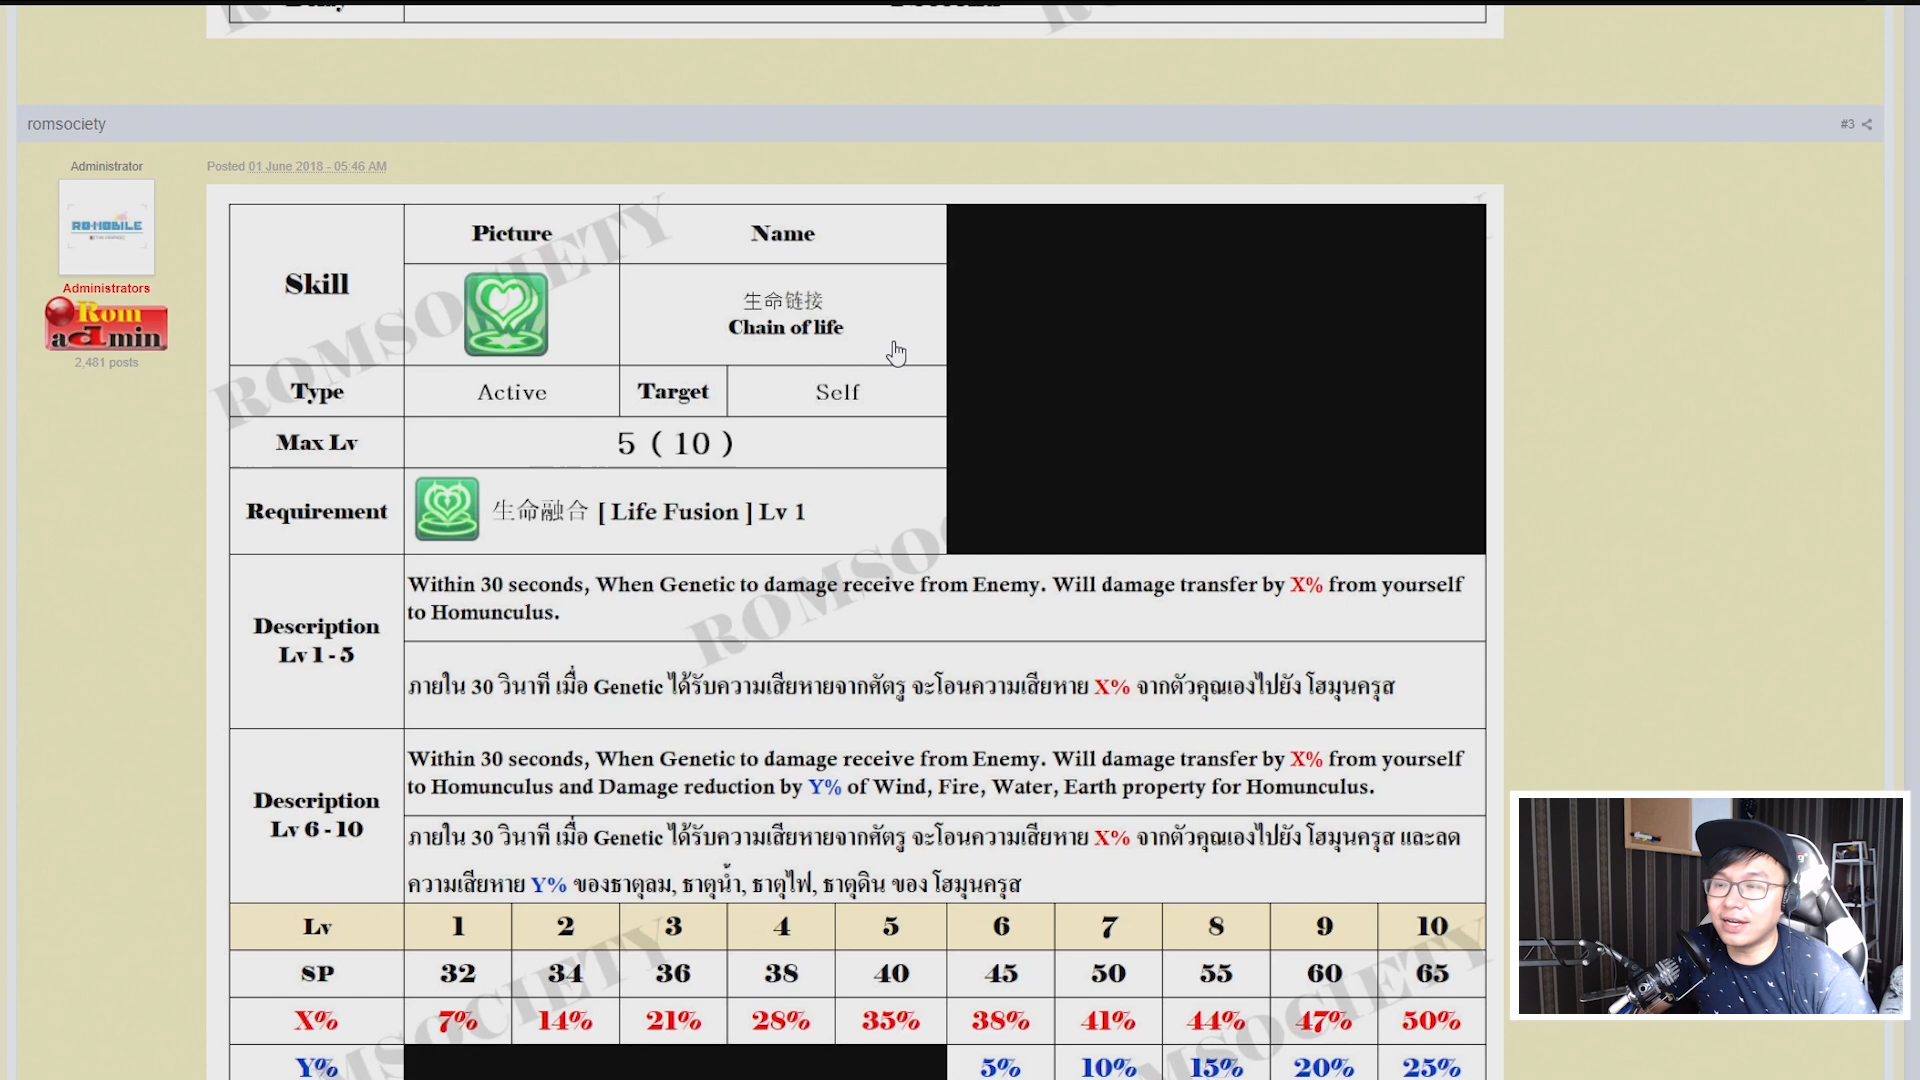 romsociety
#3
Administrator
Posted 01 June 2018 - 05:46 AM
RO:MOBILE
Administrators
Rom
admin
2,481 posts
ROMSOCIETY
Picture
Name
Skill
生命链接
Chain of life
Type
Active
Target
Self
Max Lv
5 ( 10 )
Requirement
生命融合 [ Life Fusion ] Lv 1
Description
Lv 1 - 5
Within 30 seconds, When Genetic to damage receive from Enemy. Will damage transfer by X% from yourself
to Homunculus.
ภายใน 30 วินาที เมื่อ Genetic ได้รับความเสียหายจากศัตรู จะโอนความเสียหาย X% จากตัวคุณเองไปยัง โฮมุนครุส
Description
Lv 6 - 10
Within 30 seconds, When Genetic to damage receive from Enemy. Will damage transfer by X% from yourself
to Homunculus and Damage reduction by Y% of Wind, Fire, Water, Earth property for Homunculus.
ภายใน 30 วินาที เมื่อ Genetic ได้รับความเสียหายจากศัตรู จะโอนความเสียหาย X% จากตัวคุณเองไปยัง โฮมุนครุส และลด
ความเสียหาย Y% ของธาตุลม, ธาตุน้ำ, ธาตุไฟ, ธาตุดิน ของ โฮมุนครุส
Lv 1 2 3 4 5 6 7 8 9 10
SP 32 34 36 38 40 45 50 55 60 65
X% 7% 14% 21% 28% 35% 38% 41% 44% 47% 50%
Y% 5% 10% 15% 20% 25%